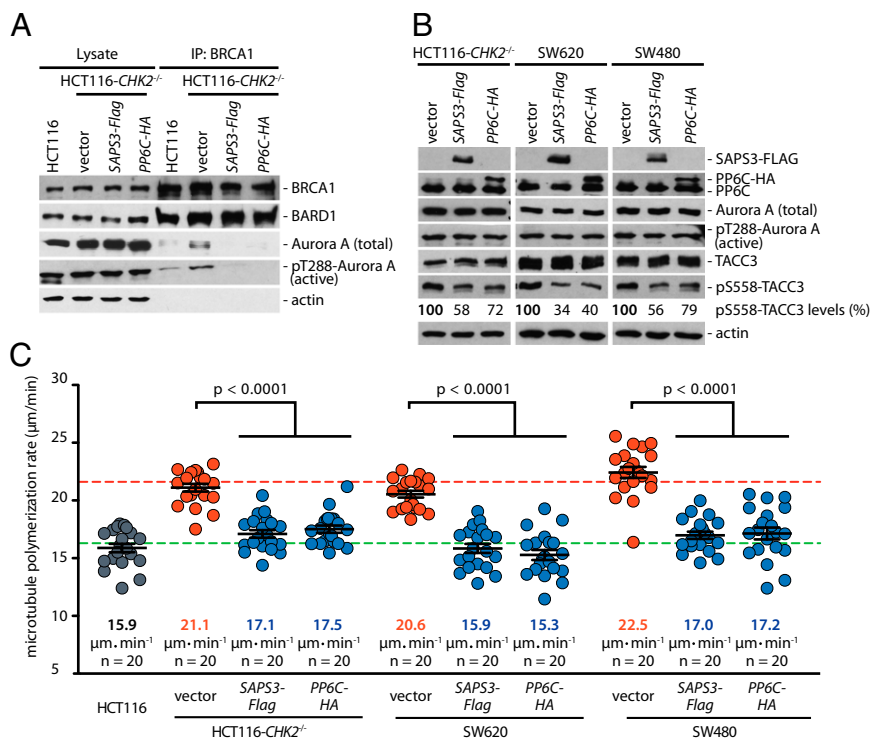 A
Lysate
IP: BRCA1
HCT116-CHK2-/-
HCT116-CHK2-/-
HCT116
vector
SAPS3-Flag
PP6C-HA
HCT116
vector
SAPS3-Flag
PP6C-HA
- BRCA1
- BARD1
- Aurora A (total)
- pT288-Aurora A
(active)
- actin
B
HCT116-CHK2-/-
SW620
SW480
vector
SAPS3-Flag
PP6C-HA
vector
SAPS3-Flag
PP6C-HA
vector
SAPS3-Flag
PP6C-HA
- SAPS3-FLAG
- PP6C-HA
- PP6C
- Aurora A (total)
- pT288-Aurora A
(active)
- TACC3
- pS558-TACC3
100 58 72 100 34 40 100 56 79 pS558-TACC3 levels (%)
- actin
C
microtubule polymerization rate (µm/min)
30
25
20
15
10
5
p < 0.0001
p < 0.0001
p < 0.0001
15.9 21.1 17.1 17.5 20.6 15.9 15.3 22.5 17.0 17.2
µm·min-1 µm·min-1 µm·min-1 µm·min-1 µm·min-1 µm·min-1 µm·min-1 µm·min-1 µm·min-1 µm·min-1
n = 20 n = 20 n = 20 n = 20 n = 20 n = 20 n = 20 n = 20 n = 20 n = 20
HCT116
vector
SAPS3-
Flag
PP6C-
HA
vector
SAPS3-
Flag
PP6C-
HA
vector
SAPS3-
Flag
PP6C-
HA
HCT116-CHK2-/-
SW620
SW480